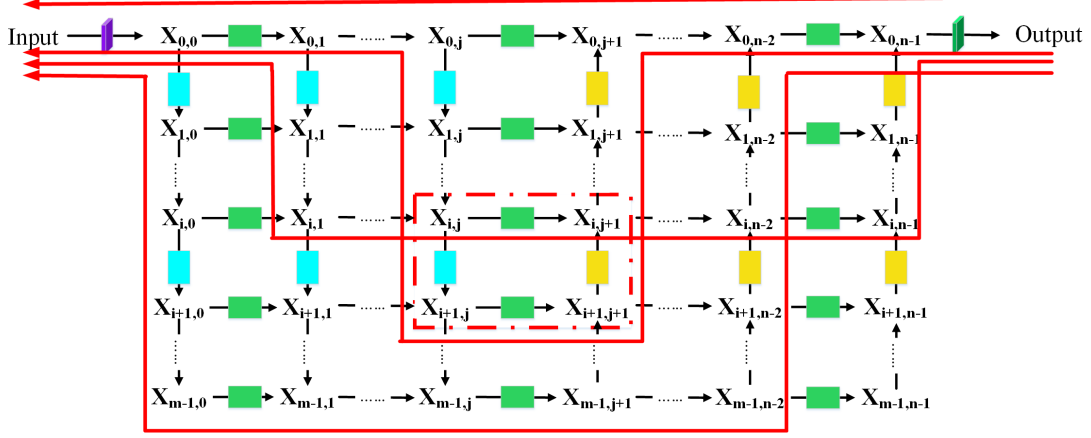 Input X0,0 X0,1 ...... X0,j X0,j+1 ...... X0,n-2 X0,n-1 Output
X1,0 X1,1 ...... X1,j X1,j+1 ...... X1,n-2 X1,n-1
Xi,0 Xi,1 ...... Xi,j Xi,j+1 ...... Xi,n-2 Xi,n-1
Xi+1,0 Xi+1,1 ...... Xi+1,j Xi+1,j+1 ...... Xi+1,n-2 Xi+1,n-1
Xm-1,0 Xm-1,1 ...... Xm-1,j Xm-1,j+1 ...... Xm-1,n-2 Xm-1,n-1